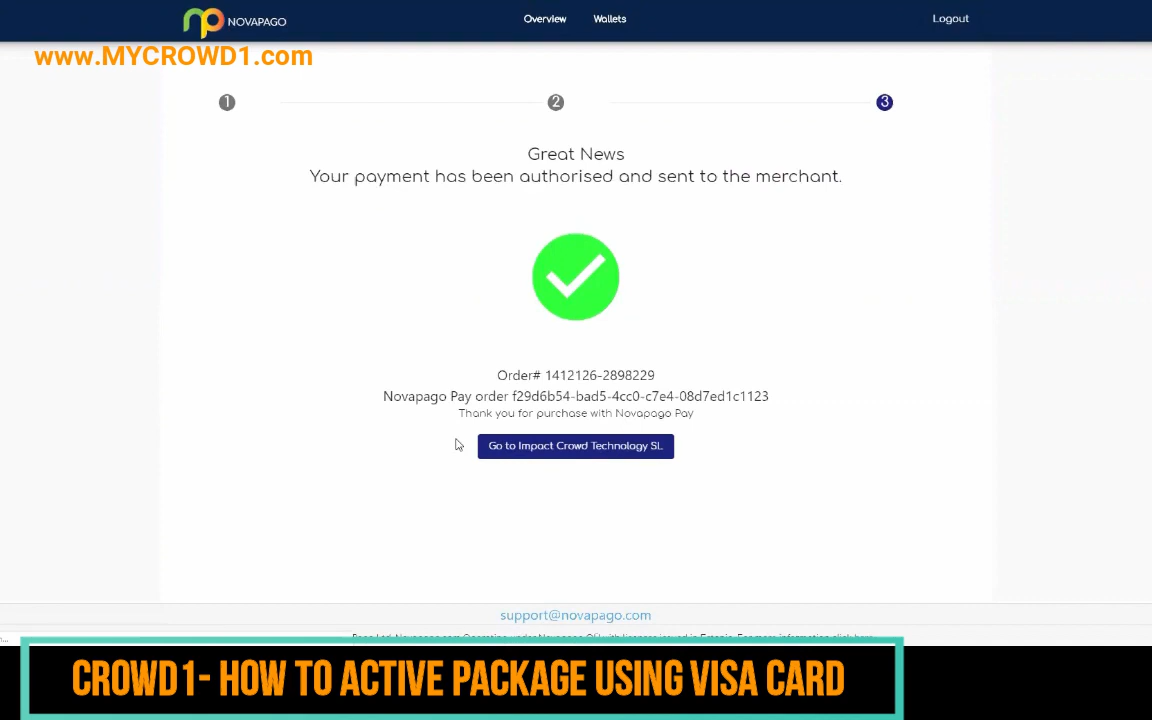 NOVAPAGO
Overview
Wallets
Logout
www.MYCROWD1.com
1
2
3
Great News
Your payment has been authorised and sent to the merchant.
Order# 1412126-2898229
Novapago Pay order f29d6b54-bad5-4cc0-c7e4-08d7ed1c1123
Thank you for purchase with Novapago Pay
Go to Impact Crowd Technology SL
support@novapago.com
CROWD1- HOW TO ACTIVE PACKAGE USING VISA CARD